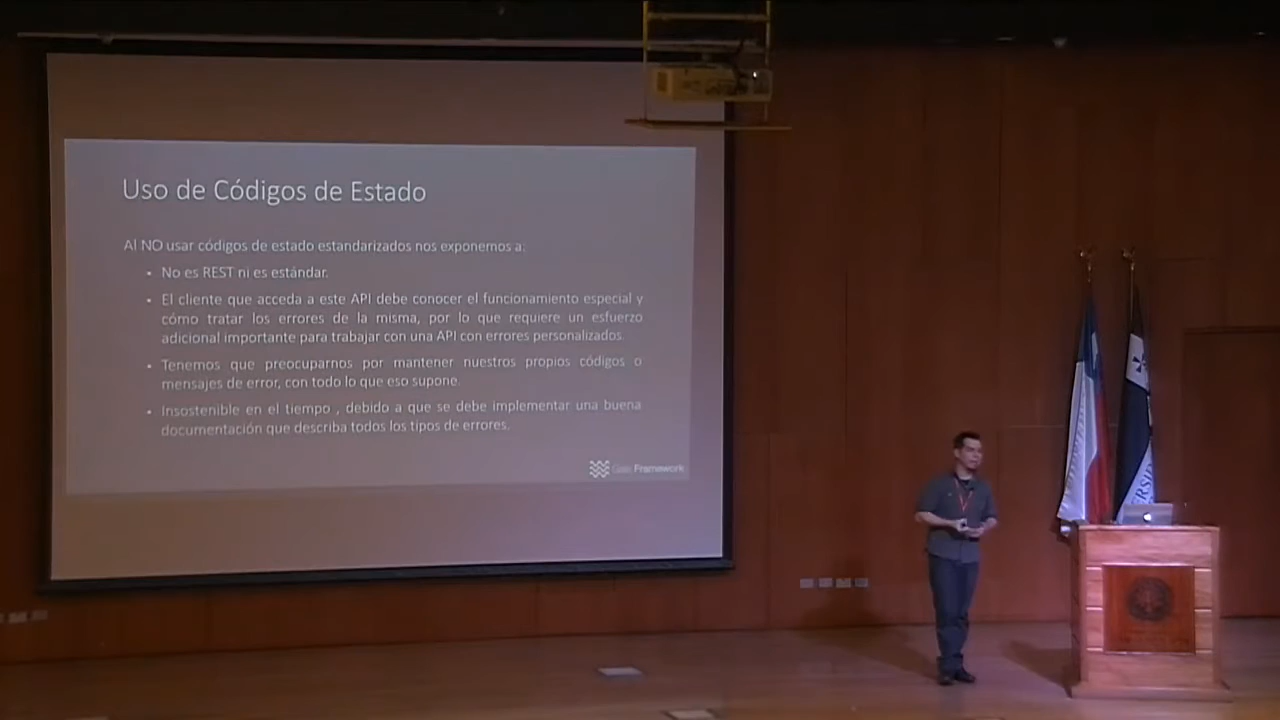 Uso de Códigos de Estado
Al NO usar códigos de estado estandarizados nos exponemos a:
• No es REST ni es estándar.
• El cliente que acceda a este API debe conocer el funcionamiento especial y
cómo tratar los errores de la misma, por lo que requiere un esfuerzo
adicional importante para trabajar con una API con errores personalizados.
• Tenemos que preocuparnos por mantener nuestros propios códigos o
mensajes de error, con todo lo que eso supone.
• Insostenible en el tiempo , debido a que se debe implementar una buena
documentación que describa todos los tipos de errores.
Framework
ERSID